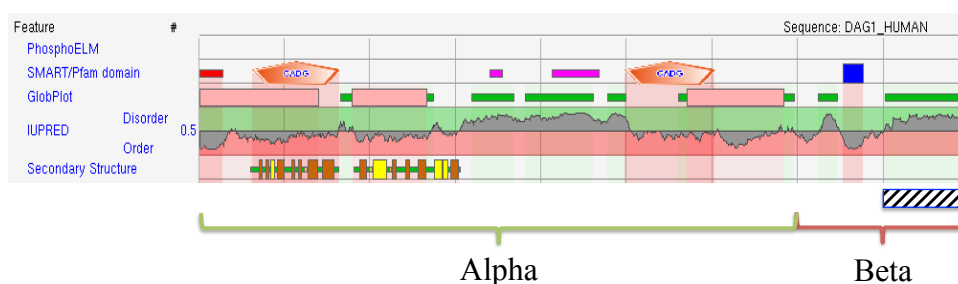 Feature # Sequence: DAG1_HUMAN
PhosphoELM
SMART/Pfam domain CADG CADG
GlobPlot
Disorder
IUPRED 0.5
Order
Secondary Structure
Alpha Beta